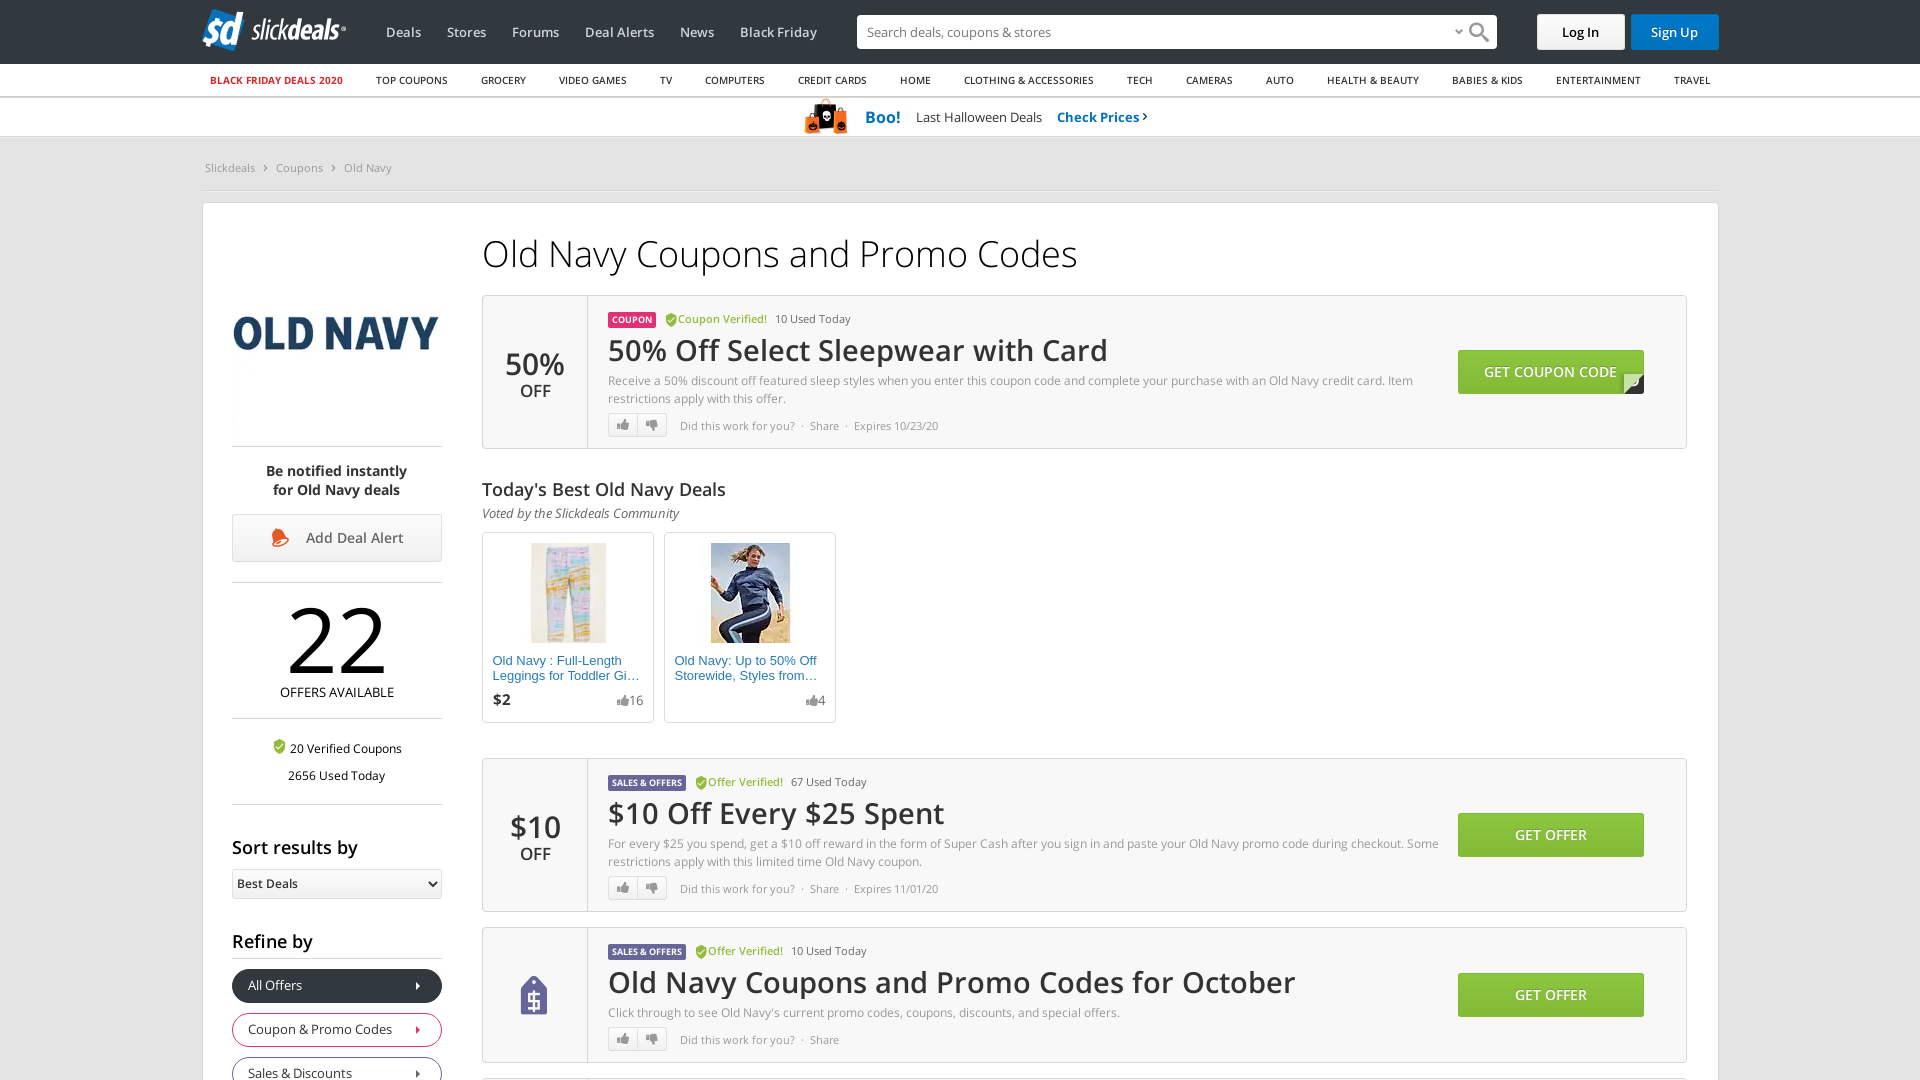 sd slickdeals®
Deals
Stores
Forums
Deal Alerts
News
Black Friday
Search deals, coupons & stores
Log In
Sign Up
BLACK FRIDAY DEALS 2020
TOP COUPONS
GROCERY
VIDEO GAMES
TV
COMPUTERS
CREDIT CARDS
HOME
CLOTHING & ACCESSORIES
TECH
CAMERAS
AUTO
HEALTH & BEAUTY
BABIES & KIDS
ENTERTAINMENT
TRAVEL
Boo! Last Halloween Deals Check Prices
Slickdeals > Coupons > Old Navy
OLD NAVY
Be notified instantly
for Old Navy deals
Add Deal Alert
22
OFFERS AVAILABLE
20 Verified Coupons
2656 Used Today
Sort results by
Best Deals
Refine by
All Offers
Coupon & Promo Codes
Sales & Discounts
Old Navy Coupons and Promo Codes
50%
OFF
COUPON Coupon Verified! 10 Used Today
50% Off Select Sleepwear with Card
Receive a 50% discount off featured sleep styles when you enter this coupon code and complete your purchase with an Old Navy credit card. Item
restrictions apply with this offer.
Did this work for you? · Share · Expires 10/23/20
GET COUPON CODE
Today's Best Old Navy Deals
Voted by the Slickdeals Community
Old Navy : Full-Length
Leggings for Toddler Gi...
$2 16
Old Navy: Up to 50% Off
Storewide, Styles from...
4
$10
OFF
SALES & OFFERS Offer Verified! 67 Used Today
$10 Off Every $25 Spent
For every $25 you spend, get a $10 off reward in the form of Super Cash after you sign in and paste your Old Navy promo code during checkout. Some
restrictions apply with this limited time Old Navy coupon.
Did this work for you? · Share · Expires 11/01/20
GET OFFER
SALES & OFFERS Offer Verified! 10 Used Today
Old Navy Coupons and Promo Codes for October
Click through to see Old Navy's current promo codes, coupons, discounts, and special offers.
Did this work for you? · Share
GET OFFER